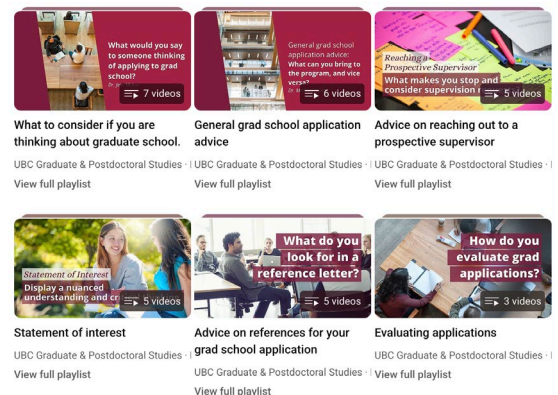 What would you say
to someone thinking
of applying to grad
school?
7 videos
General grad school
application advice:
What can you bring to
the program, and vice
versa?
6 videos
Reaching a
Prospective Supervisor
What makes you stop and
consider supervision
5 videos
What to consider if you are
thinking about graduate school.
UBC Graduate & Postdoctoral Studies ·
View full playlist
General grad school application
advice
UBC Graduate & Postdoctoral Studies ·
View full playlist
Advice on reaching out to a
prospective supervisor
UBC Graduate & Postdoctoral Studies ·
View full playlist
Statement of Interest
Display a nuanced
understanding and
5 videos
What do you
look for in a
reference letter?
5 videos
How do you
evaluate grad
applications?
3 videos
Statement of interest
UBC Graduate & Postdoctoral Studies ·
View full playlist
Advice on references for your
grad school application
UBC Graduate & Postdoctoral Studies ·
View full playlist
Evaluating applications
UBC Graduate & Postdoctoral Studies ·
View full playlist